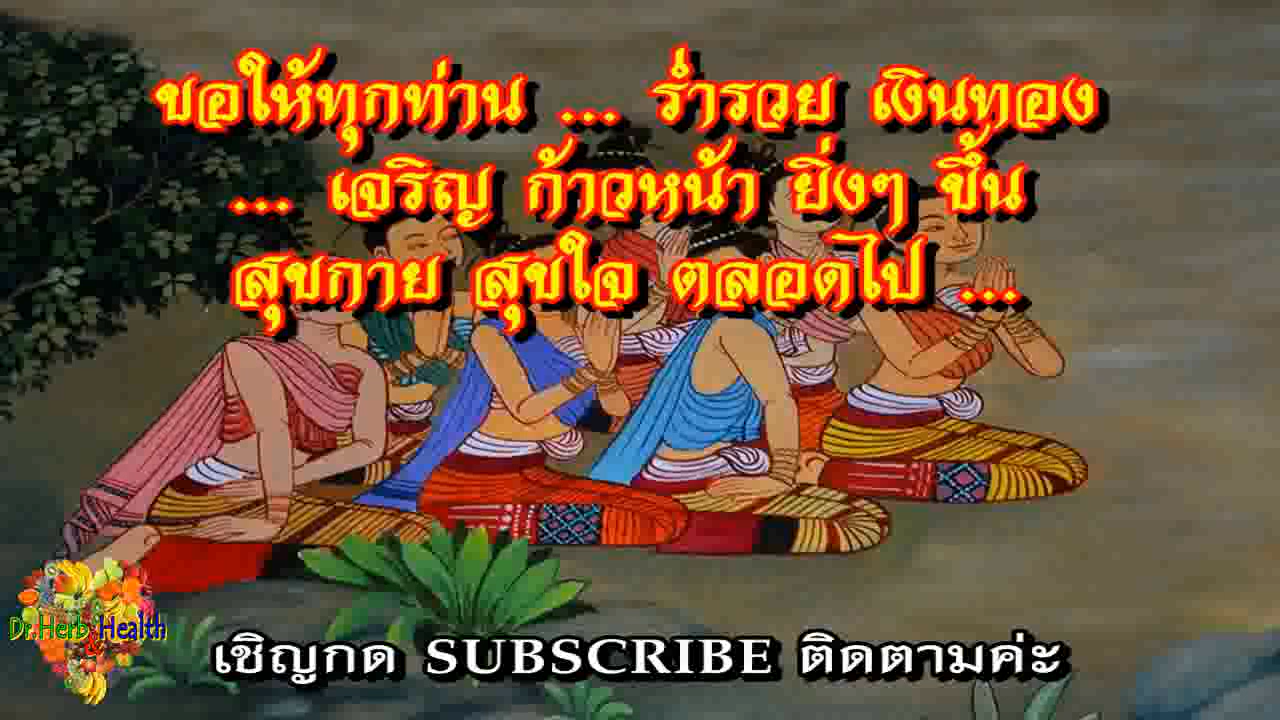 ขอให้ทุกท่าน ... ร่ำรวย เงินทอง
... เจริญ ก้าวหน้า ยิ่งๆ ขึ้น
สุขกาย สุขใจ ตลอดไป ...
Dr.Herb Health
เชิญกด SUBSCRIBE ติดตามค่ะ